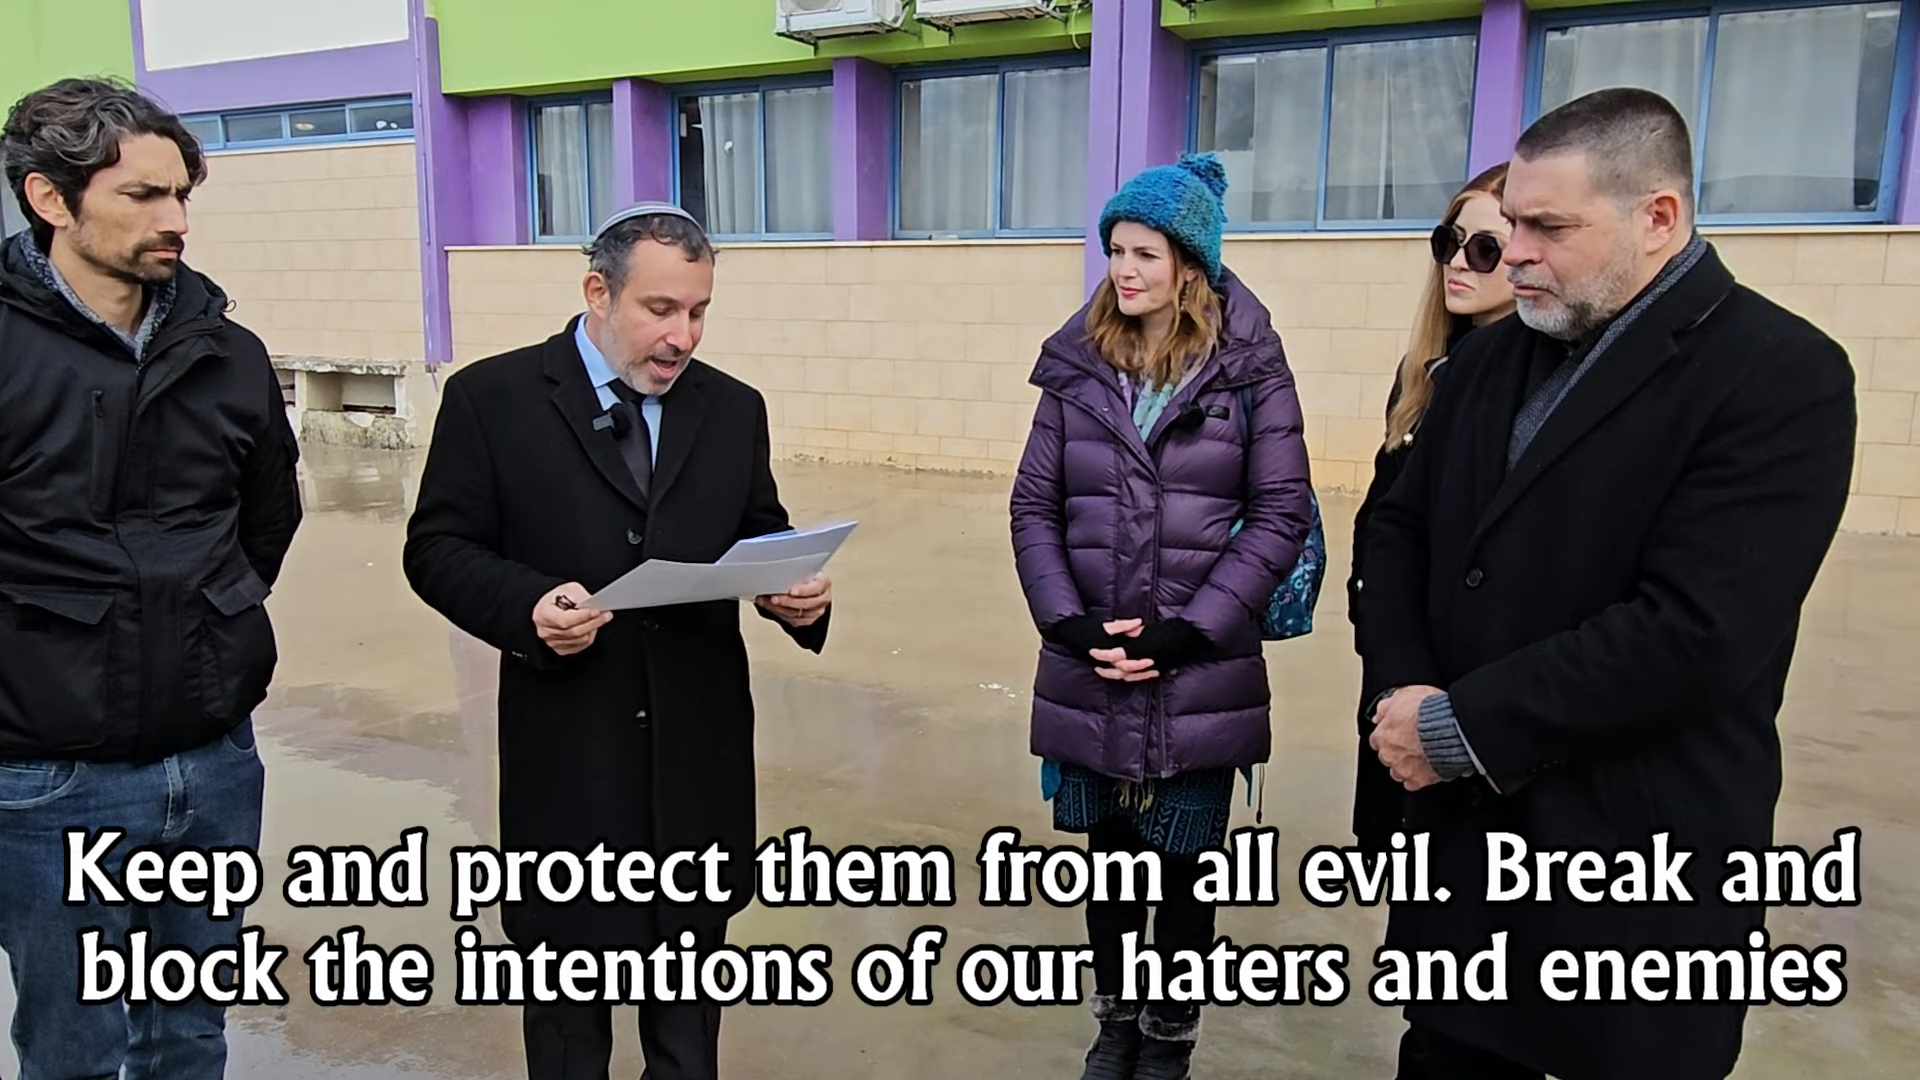 Keep and protect them from all evil. Break and
block the intentions of our haters and enemies